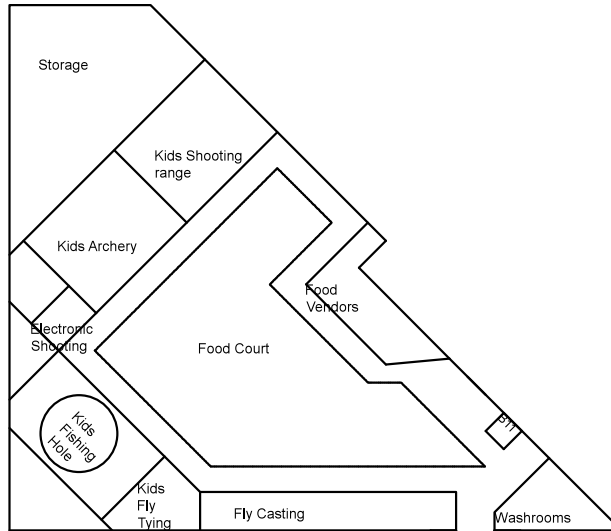 Storage
Kids Shooting
range
Kids Archery
Food
Vendors
Electronic
Shooting
Food Court
Kids
Fishing
Hole
B11
Kids
Fly
Tying
Fly Casting
Washrooms